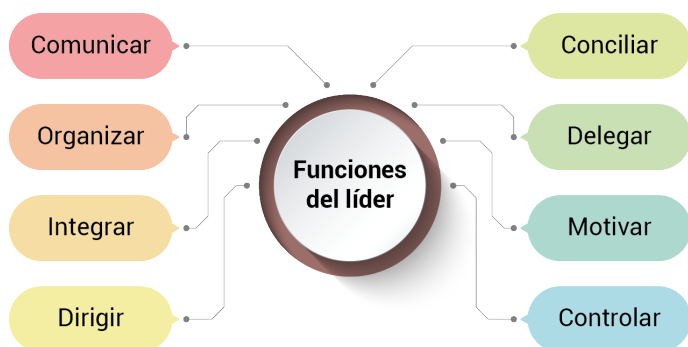 Comunicar
Organizar
Integrar
Dirigir
Funciones
del líder
Conciliar
Delegar
Motivar
Controlar